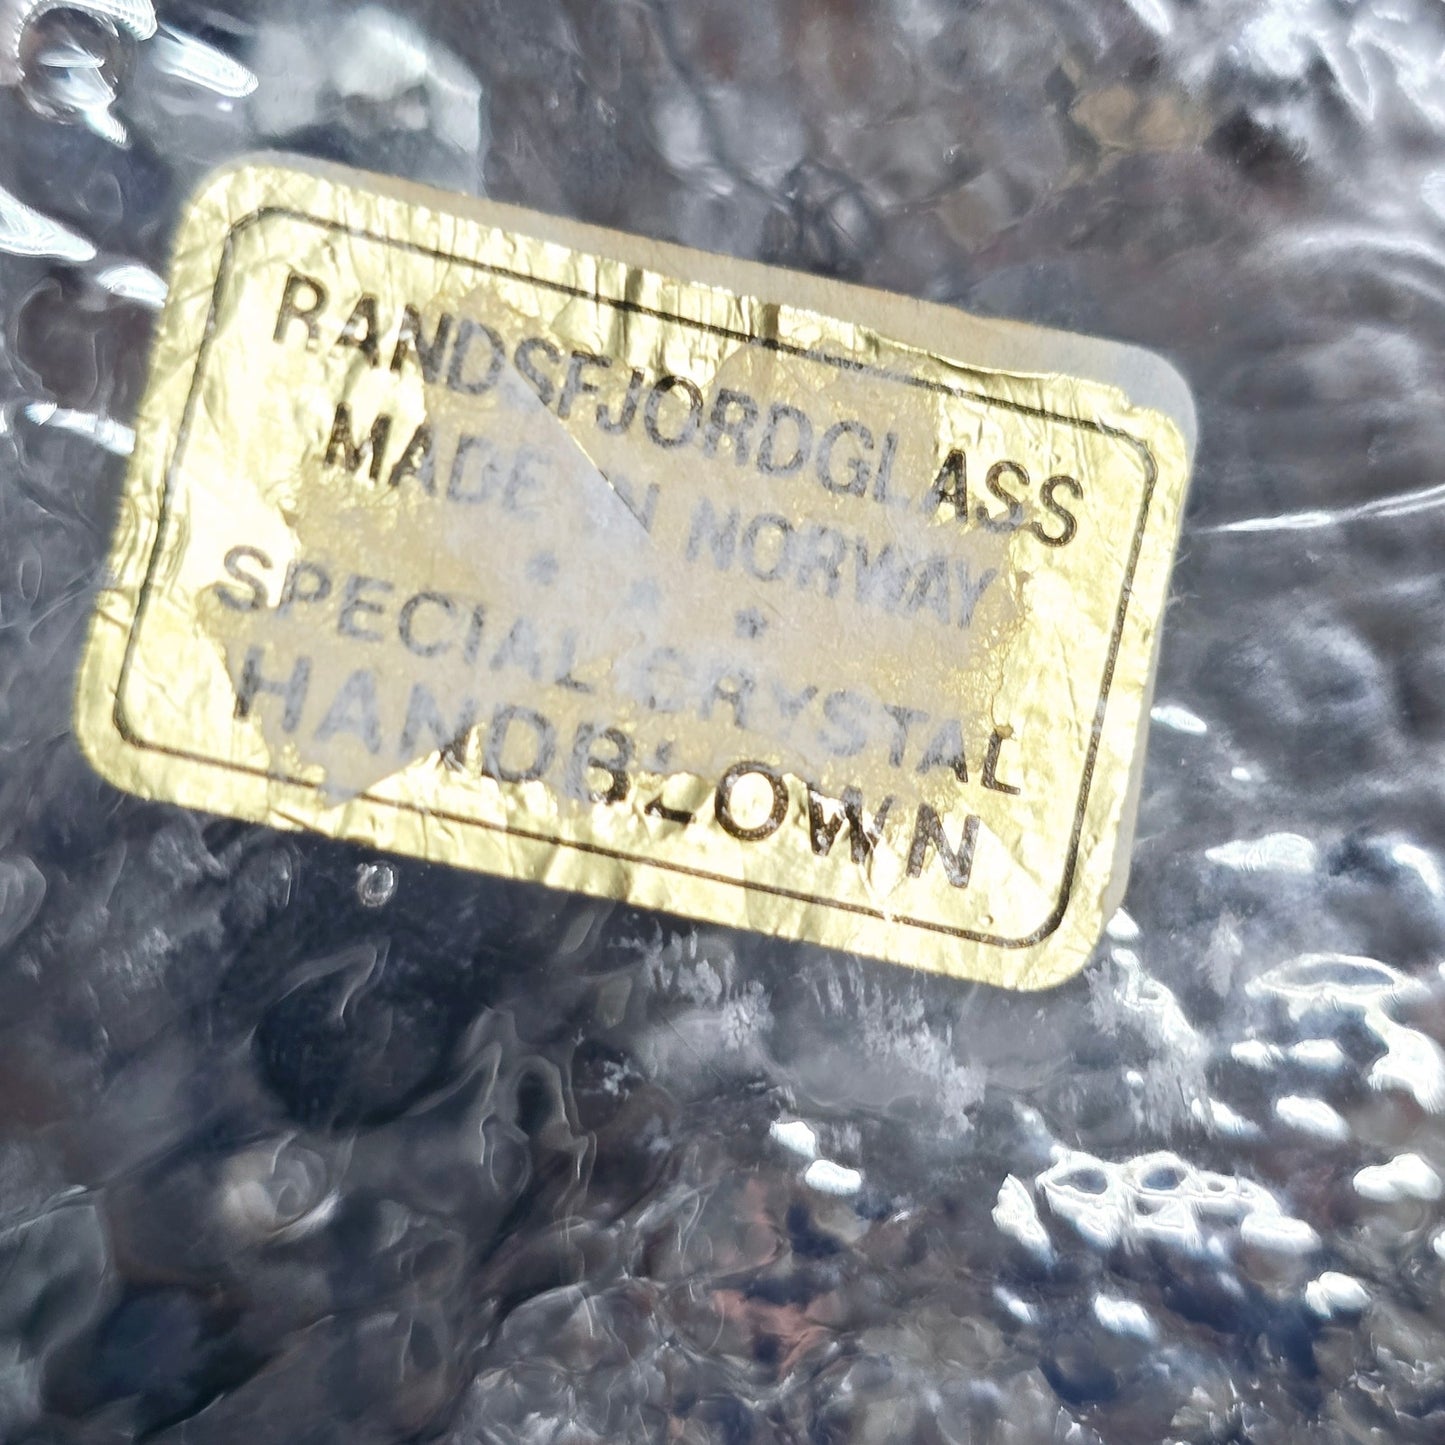 RANDSFJORDGLASS
MADE IN NORWAY
* * *
SPECIAL CRYSTAL
HANDBLOWN